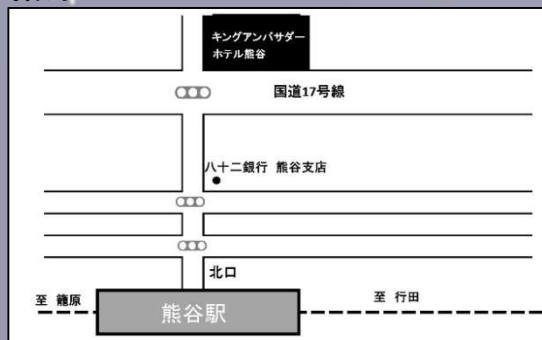 キングアンバサダー
ホテル熊谷
国道17号線
八十二銀行 熊谷支店
北口
至 籠原
至 行田
熊谷駅